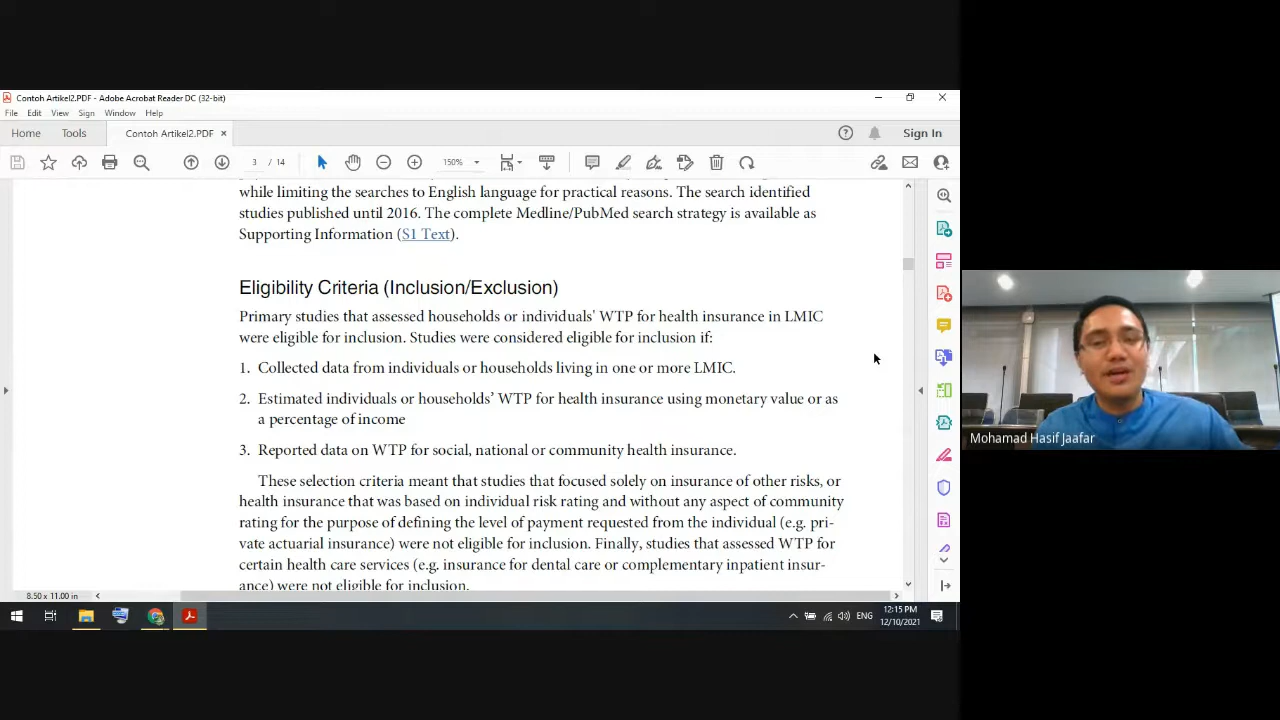 Contoh Artikel2.PDF - Adobe Acrobat Reader DC (32-bit)
File Edit View Sign Window Help
Home Tools Contoh Artikel2.PDF × Sign In
3 / 14 150%
while limiting the searches to English language for practical reasons. The search identified
studies published until 2016. The complete Medline/PubMed search strategy is available as
Supporting Information (S1 Text).
Eligibility Criteria (Inclusion/Exclusion)
Primary studies that assessed households or individuals' WTP for health insurance in LMIC
were eligible for inclusion. Studies were considered eligible for inclusion if:
1. Collected data from individuals or households living in one or more LMIC.
2. Estimated individuals or households’ WTP for health insurance using monetary value or as
a percentage of income
3. Reported data on WTP for social, national or community health insurance.
These selection criteria meant that studies that focused solely on insurance of other risks, or
health insurance that was based on individual risk rating and without any aspect of community
rating for the purpose of defining the level of payment requested from the individual (e.g. pri-
vate actuarial insurance) were not eligible for inclusion. Finally, studies that assessed WTP for
certain health care services (e.g. insurance for dental care or complementary inpatient insur-
ance) were not eligible for inclusion.
8.50 x 11.00 in
ENG
12:15 PM
12/10/2021
Mohamad Hasif Jaafar